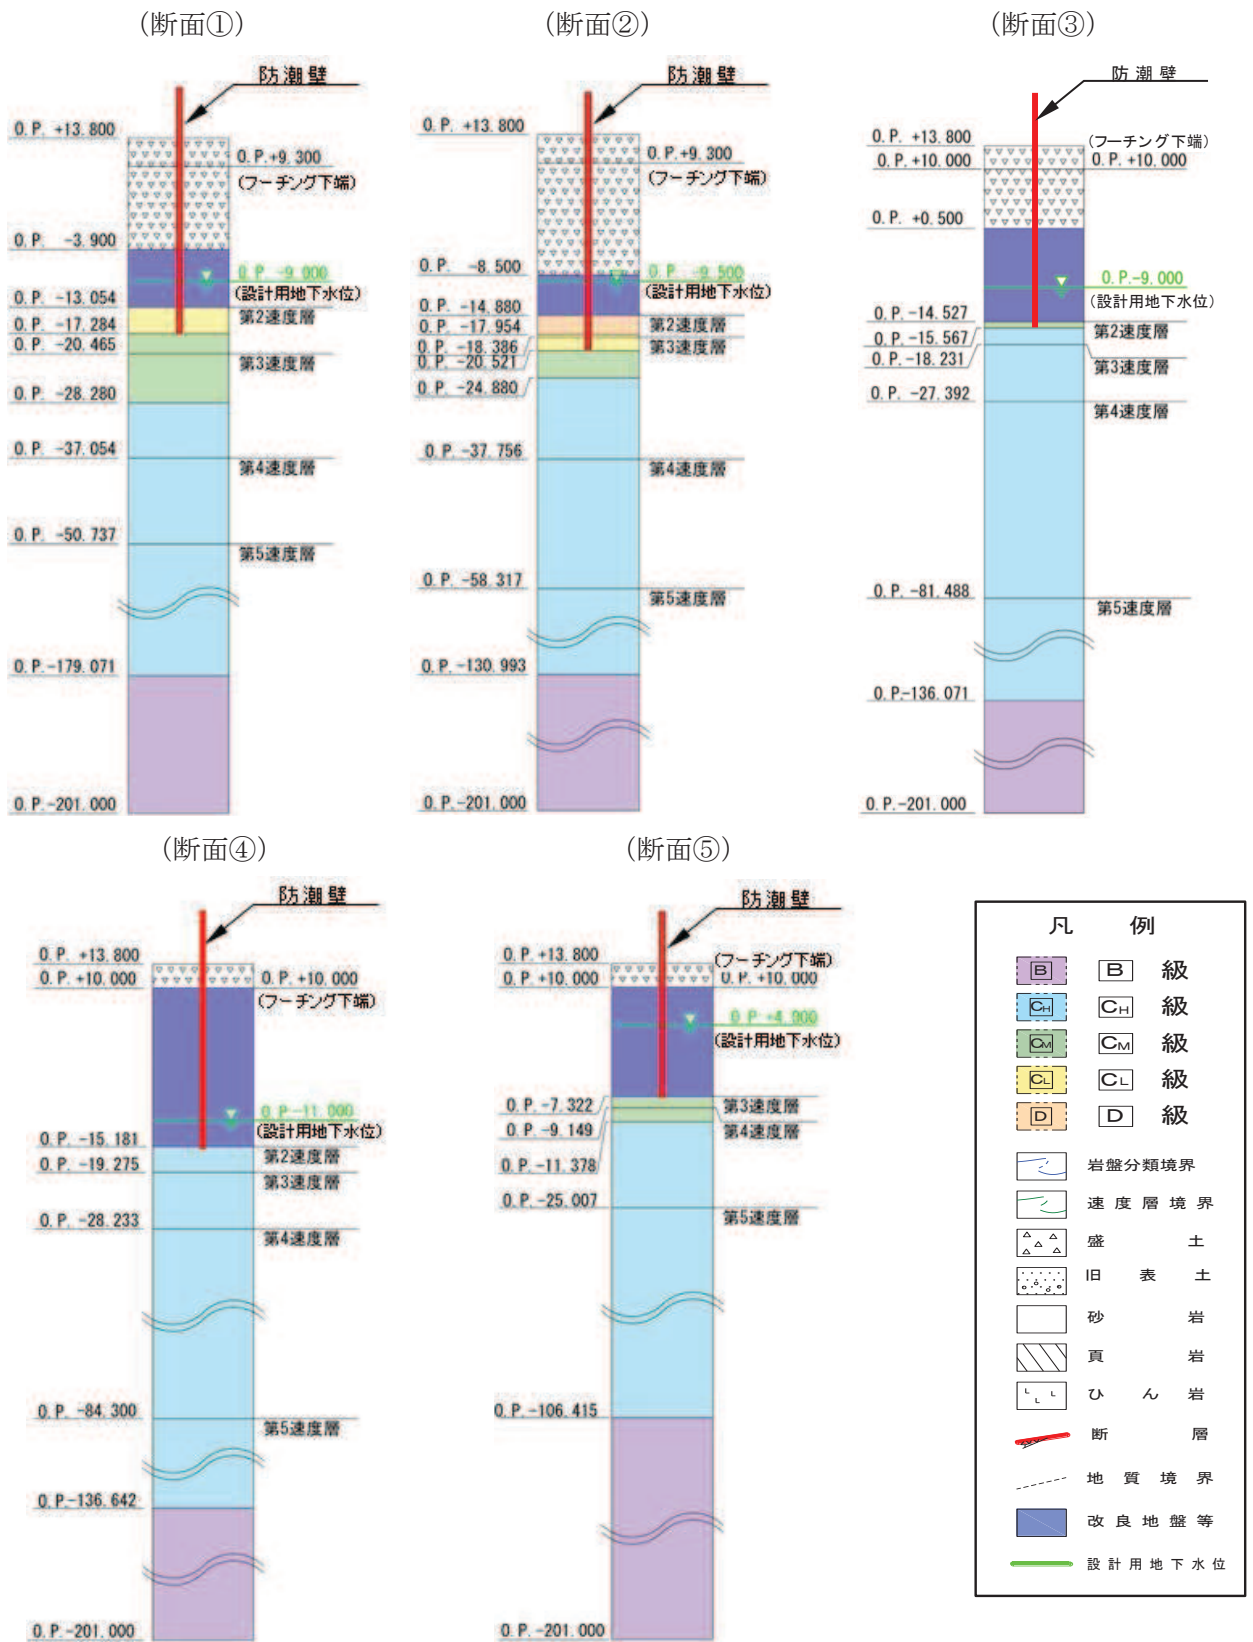 (断面①)
防潮壁
O.P. +13.800
O.P.+9.300
(フーチング下端)
O.P. -3.900
O.P. -9.000
(設計用地下水位)
O.P. -13.054
第2速度層
O.P. -17.284
O.P. -20.465
第3速度層
O.P. -28.280
O.P. -37.054
第4速度層
O.P. -50.737
第5速度層
O.P.-179.071
O.P.-201.000
(断面②)
防潮壁
O.P. +13.800
O.P.+9.300
(フーチング下端)
O.P. -8.500
O.P. -9.500
(設計用地下水位)
O.P. -14.880
第2速度層
O.P. -17.954
O.P. -18.386
第3速度層
O.P. -20.521
O.P. -24.880
O.P. -37.756
第4速度層
O.P. -58.317
第5速度層
O.P. -130.993
O.P.-201.000
(断面③)
防潮壁
O.P. +13.800
(フーチング下端)
O.P. +10.000
O.P. +10.000
O.P. +0.500
O.P.-9.000
(設計用地下水位)
O.P. -14.527
第2速度層
O.P. -15.567
O.P. -18.231
第3速度層
O.P. -27.392
第4速度層
O.P. -81.488
第5速度層
O.P.-136.071
O.P.-201.000
(断面④)
防潮壁
O.P. +13.800
O.P. +10.000
O.P. +10.000
(フーチング下端)
O.P.-11.000
(設計用地下水位)
O.P. -15.181
第2速度層
O.P. -19.275
第3速度層
O.P. -28.233
第4速度層
O.P. -84.300
第5速度層
O.P.-136.642
O.P.-201.000
(断面⑤)
防潮壁
O.P. +13.800
(フーチング下端)
O.P. +10.000
O.P. +10.000
O.P.+4.000
(設計用地下水位)
O.P. -7.322
第3速度層
O.P. -9.149
第4速度層
O.P. -11.378
O.P. -25.007
第5速度層
O.P.-106.415
O.P.-201.000
凡 例
B B 級
CH CH 級
CM CM 級
CL CL 級
D D 級
岩盤分類境界
速度層境界
盛土
旧表土
砂岩
頁岩
ひん岩
断層
地質境界
改良地盤等
設計用地下水位